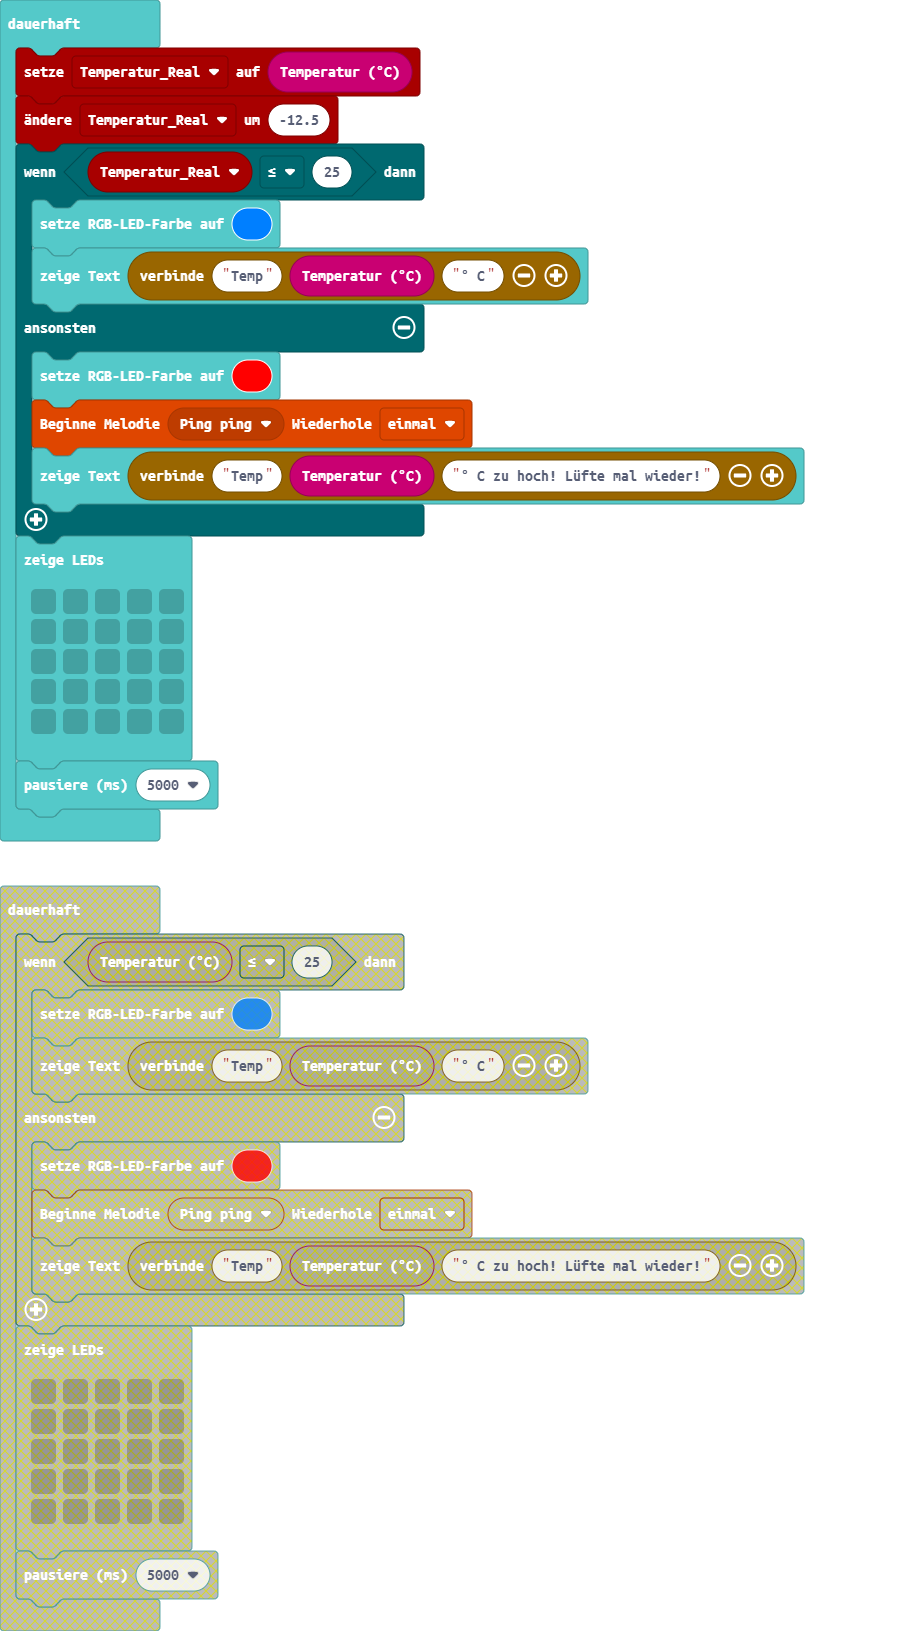 dauerhaft
setze Temperatur_Real auf Temperatur (°C)
ändere Temperatur_Real um -12.5
wenn Temperatur_Real ≤ 25 dann
setze RGB-LED-Farbe auf
zeige Text verbinde "Temp" Temperatur (°C) "° C"
ansonsten
setze RGB-LED-Farbe auf
Beginne Melodie Ping ping Wiederhole einmal
zeige Text verbinde "Temp" Temperatur (°C) "° C zu hoch! Lüfte mal wieder!"
zeige LEDs
pausiere (ms) 5000
dauerhaft
wenn Temperatur (°C) ≤ 25 dann
setze RGB-LED-Farbe auf
zeige Text verbinde "Temp" Temperatur (°C) "° C"
ansonsten
setze RGB-LED-Farbe auf
Beginne Melodie Ping ping Wiederhole einmal
zeige Text verbinde "Temp" Temperatur (°C) "° C zu hoch! Lüfte mal wieder!"
zeige LEDs
pausiere (ms) 5000